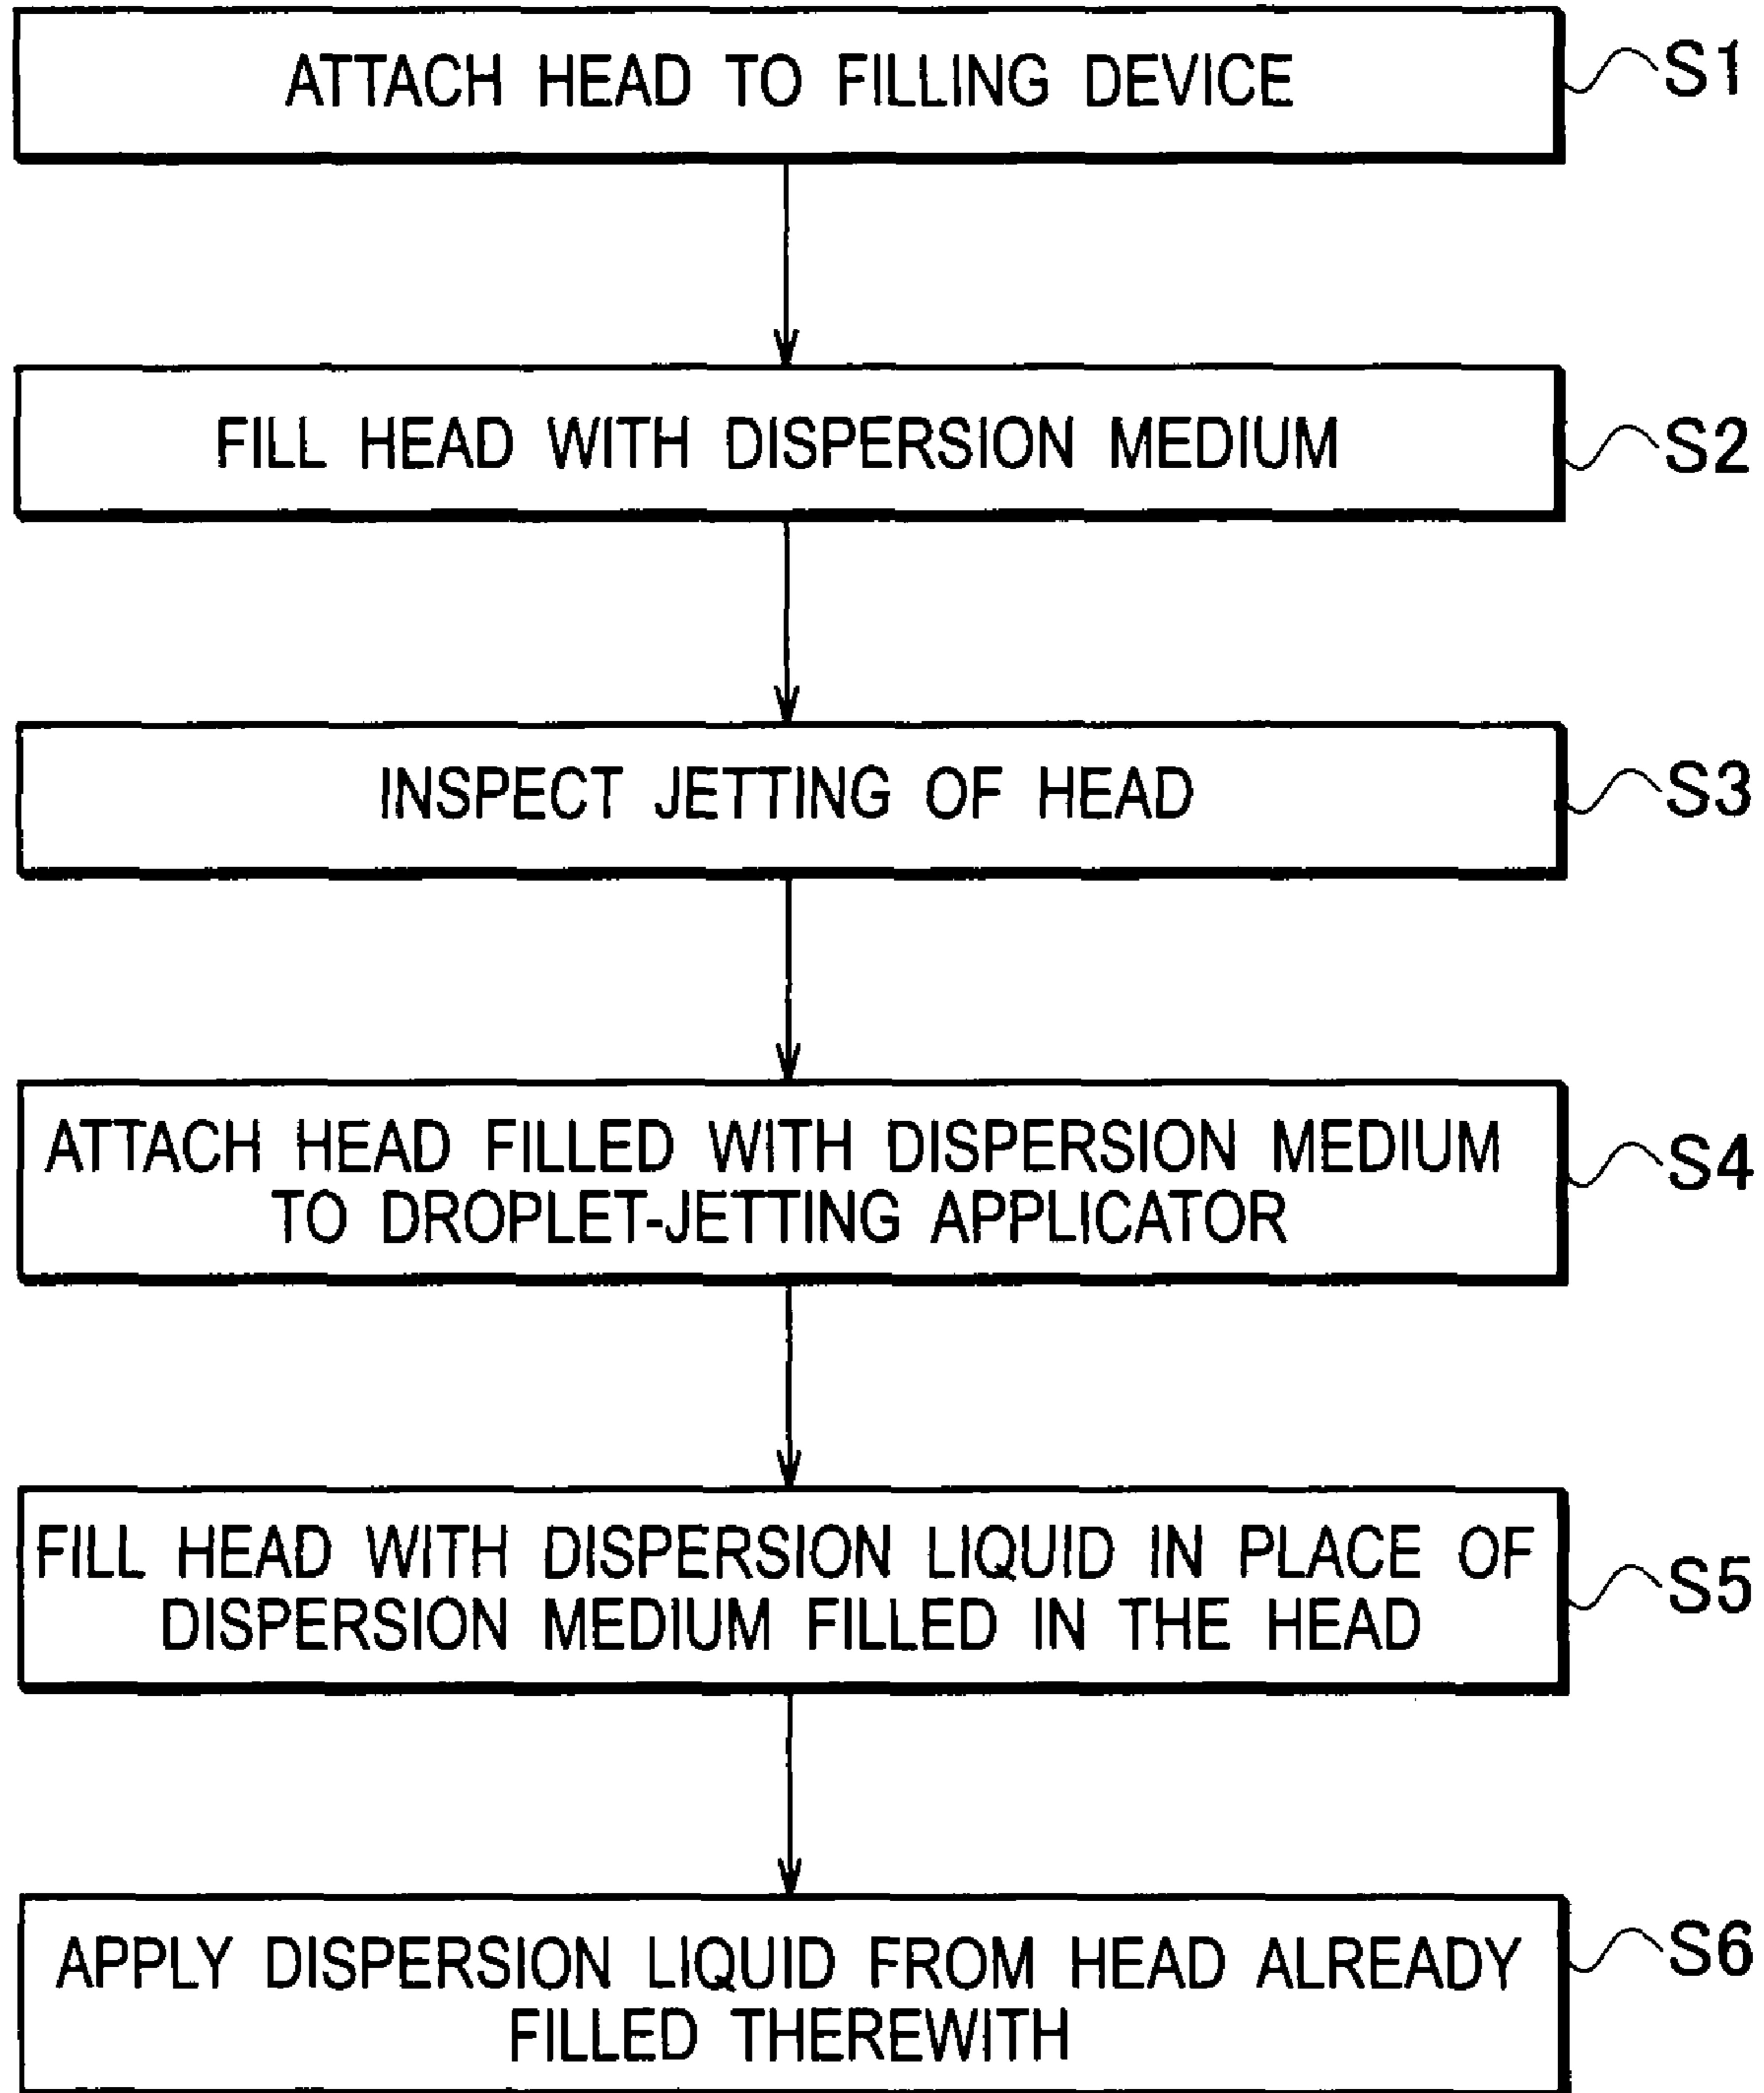 ATTACH HEAD TO FILLING DEVICE
S1
FILL HEAD WITH DISPERSION MEDIUM
S2
INSPECT JETTING OF HEAD
S3
ATTACH HEAD FILLED WITH DISPERSION MEDIUM
TO DROPLET-JETTING APPLICATOR
S4
FILL HEAD WITH DISPERSION LIQUID IN PLACE OF
DISPERSION MEDIUM FILLED IN THE HEAD
S5
APPLY DISPERSION LIQUID FROM HEAD ALREADY
FILLED THEREWITH
S6